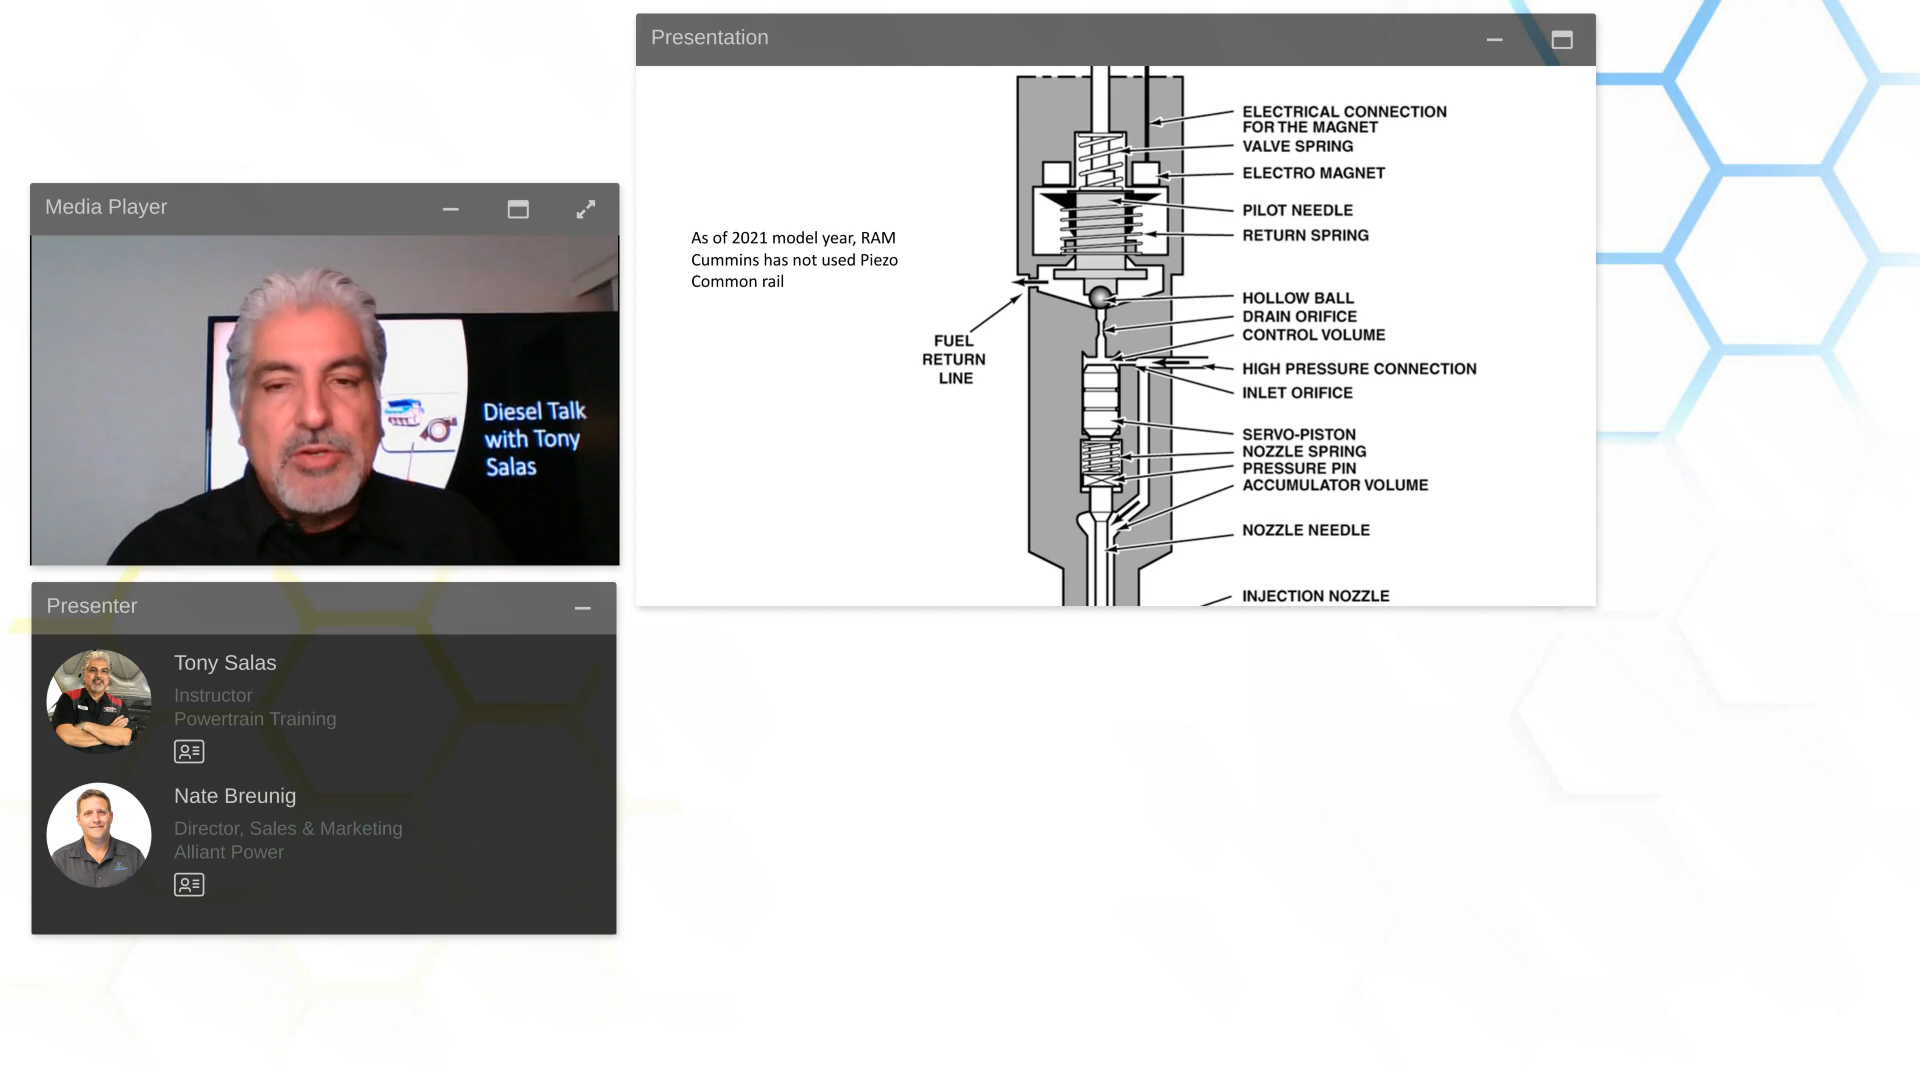 Presentation
ELECTRICAL CONNECTION
FOR THE MAGNET
VALVE SPRING
ELECTRO MAGNET
PILOT NEEDLE
RETURN SPRING
As of 2021 model year, RAM
Cummins has not used Piezo
Common rail
HOLLOW BALL
DRAIN ORIFICE
CONTROL VOLUME
FUEL
RETURN
LINE
HIGH PRESSURE CONNECTION
INLET ORIFICE
SERVO-PISTON
NOZZLE SPRING
PRESSURE PIN
ACCUMULATOR VOLUME
NOZZLE NEEDLE
INJECTION NOZZLE
Media Player
Diesel Talk
with Tony
Salas
Presenter
Tony Salas
Instructor
Powertrain Training
Nate Breunig
Director, Sales & Marketing
Alliant Power